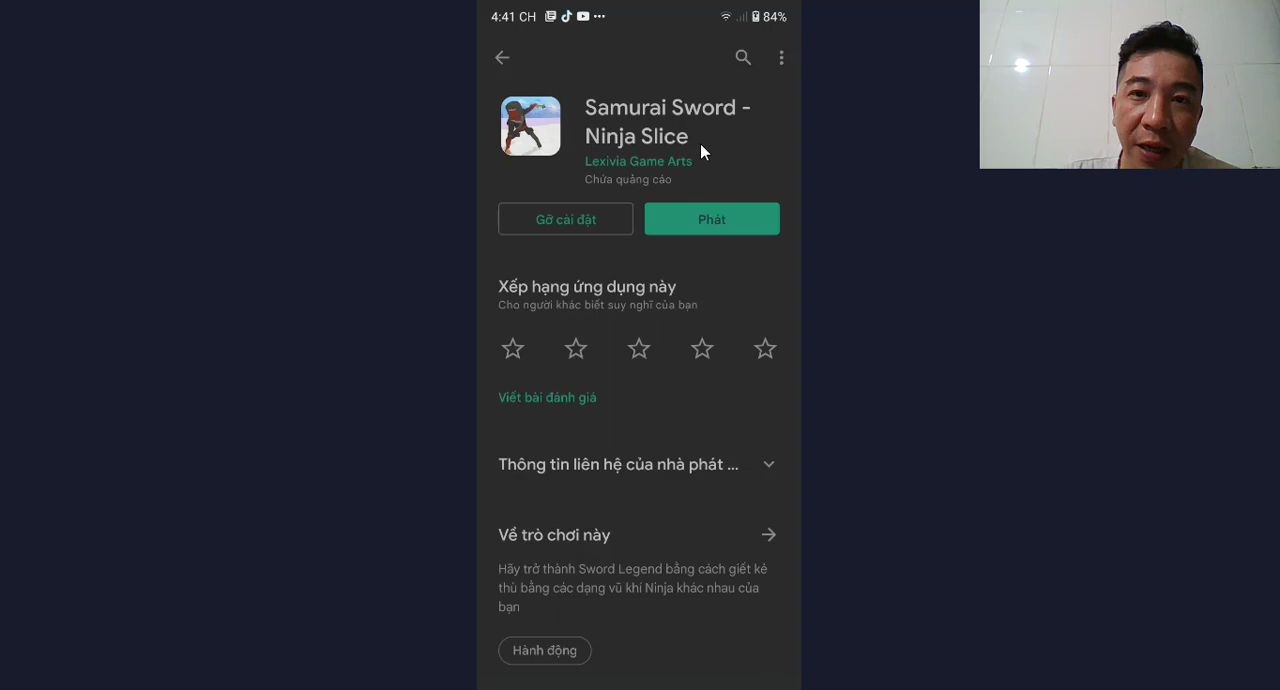 4:41 CH 84%
Samurai Sword -
Ninja Slice
Lexivia Game Arts
Chứa quảng cáo
Gỡ cài đặt Phát
Xếp hạng ứng dụng này
Cho người khác biết suy nghĩ của bạn
Viết bài đánh giá
Thông tin liên hệ của nhà phát ...
Về trò chơi này
Hãy trở thành Sword Legend bằng cách giết kẻ
thù bằng các dạng vũ khí Ninja khác nhau của
bạn
Hành động